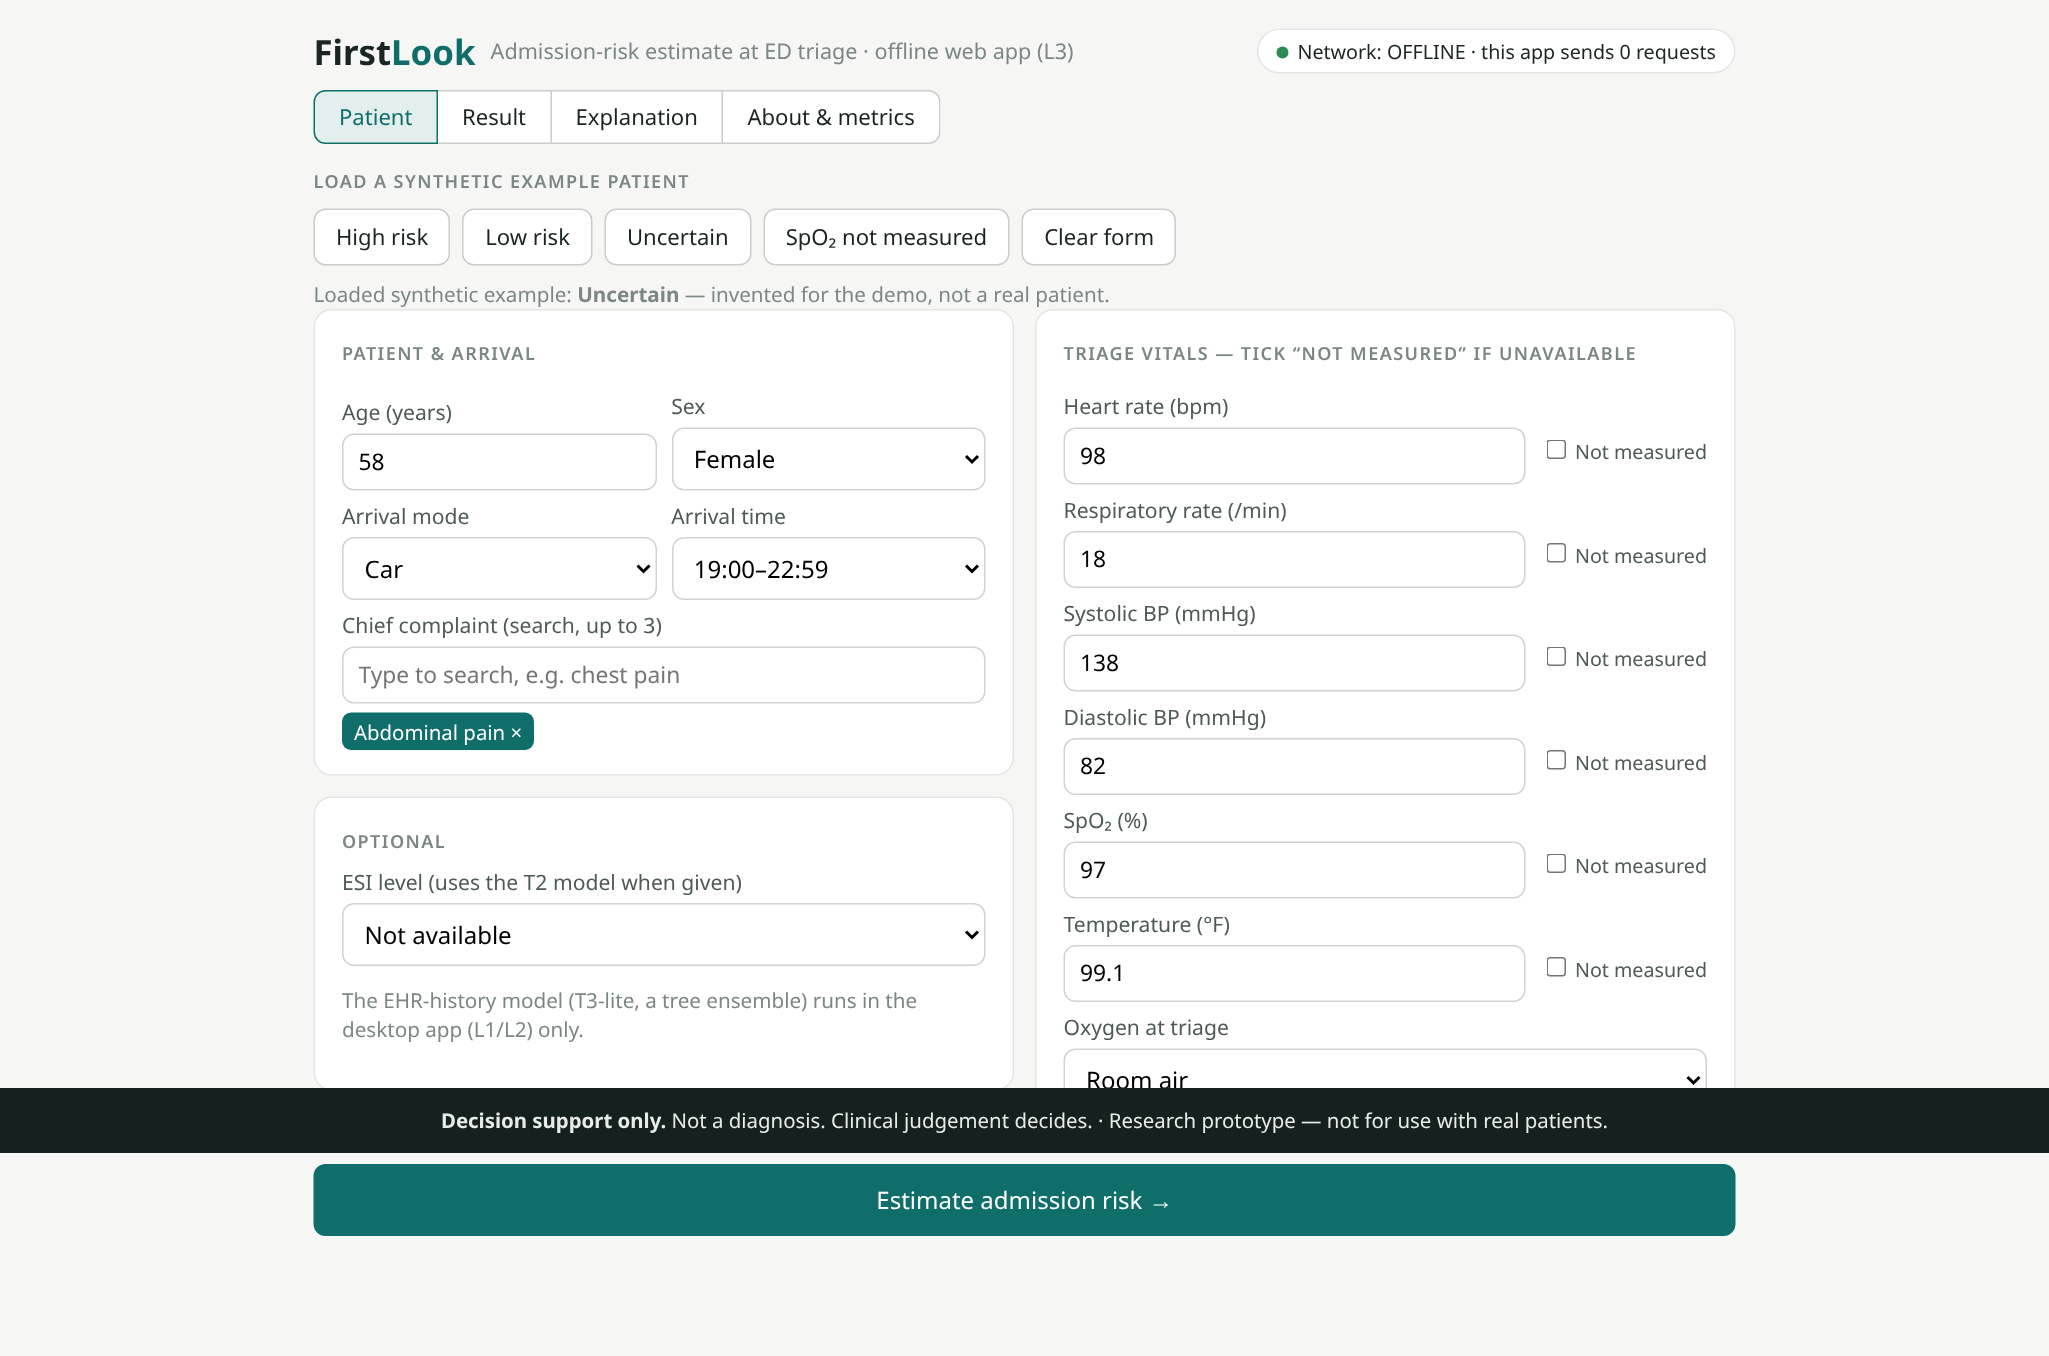 FirstLook Admission-risk estimate at ED triage · offline web app (L3)
Network: OFFLINE · this app sends 0 requests
Patient
Result
Explanation
About & metrics
LOAD A SYNTHETIC EXAMPLE PATIENT
High risk
Low risk
Uncertain
SpO₂ not measured
Clear form
Loaded synthetic example: Uncertain — invented for the demo, not a real patient.
PATIENT & ARRIVAL
Age (years)
58
Sex
Female
Arrival mode
Car
Arrival time
19:00–22:59
Chief complaint (search, up to 3)
Type to search, e.g. chest pain
Abdominal pain ×
OPTIONAL
ESI level (uses the T2 model when given)
Not available
The EHR-history model (T3-lite, a tree ensemble) runs in the
desktop app (L1/L2) only.
TRIAGE VITALS — TICK “NOT MEASURED” IF UNAVAILABLE
Heart rate (bpm)
98
Not measured
Respiratory rate (/min)
18
Not measured
Systolic BP (mmHg)
138
Not measured
Diastolic BP (mmHg)
82
Not measured
SpO₂ (%)
97
Not measured
Temperature (°F)
99.1
Not measured
Oxygen at triage
Room air
Decision support only. Not a diagnosis. Clinical judgement decides. · Research prototype — not for use with real patients.
Estimate admission risk →